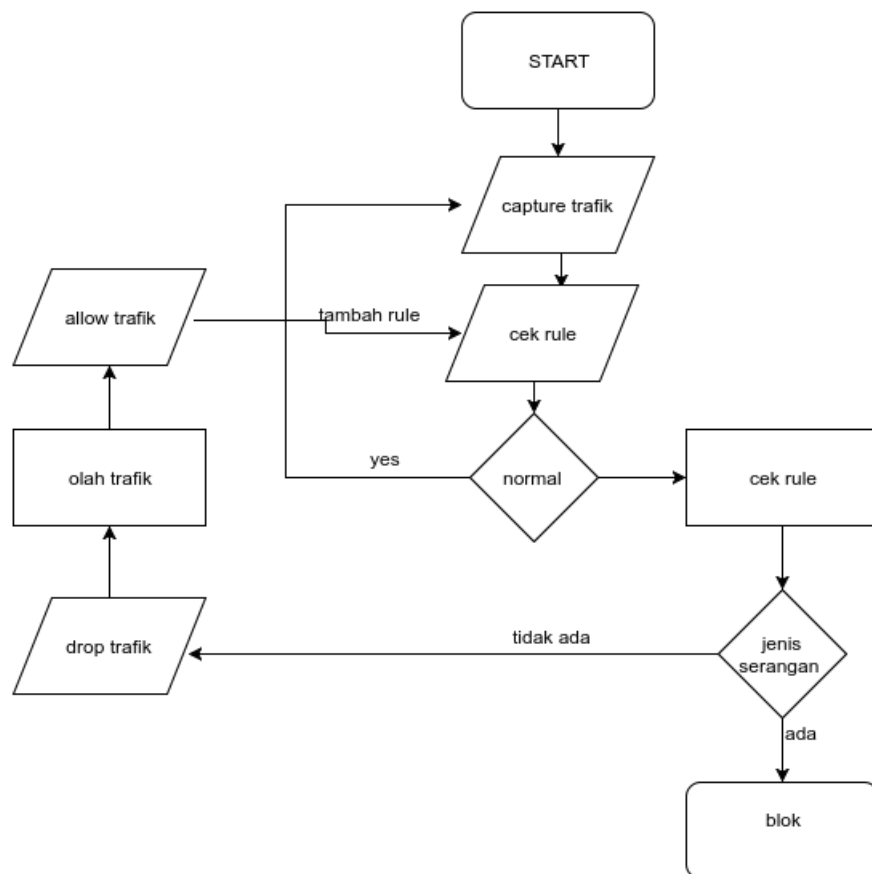 START
capture trafik
allow trafik
tambah rule
cek rule
yes
normal
olah trafik
cek rule
tidak ada
drop trafik
jenis
serangan
ada
blok